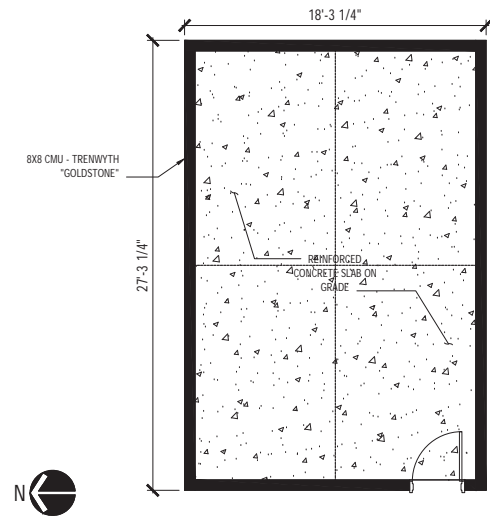 18'-3 1/4"
8X8 CMU - TRENWYTH
"GOLDSTONE"
27'-3 1/4"
REINFORCED
CONCRETE SLAB ON
GRADE
N